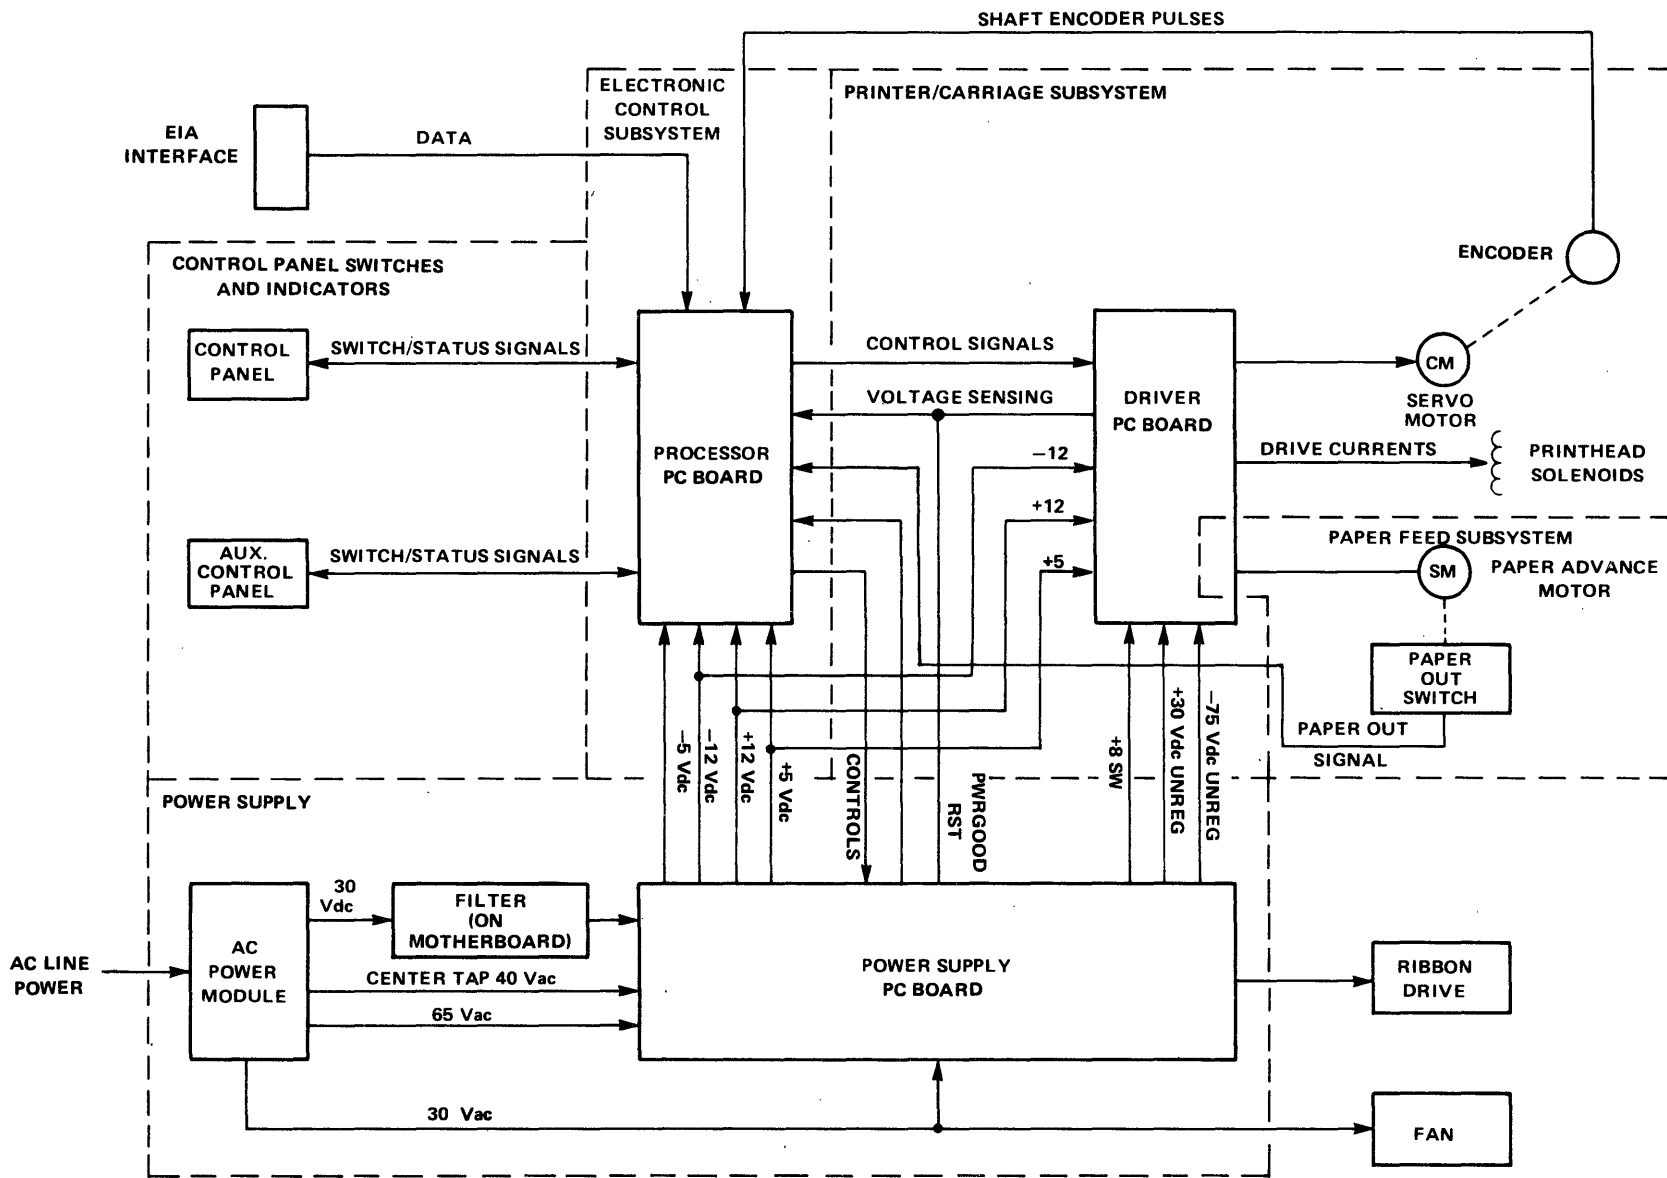 SHAFT ENCODER PULSES
ELECTRONIC
CONTROL
SUBSYSTEM
PRINTER/CARRIAGE SUBSYSTEM
EIA
INTERFACE
DATA
CONTROL PANEL SWITCHES
AND INDICATORS
ENCODER
CONTROL
PANEL
SWITCH/STATUS SIGNALS
CONTROL SIGNALS
VOLTAGE SENSING
DRIVER
PC BOARD
CM
SERVO
MOTOR
PROCESSOR
PC BOARD
−12
DRIVE CURRENTS
PRINTHEAD
SOLENOIDS
+12
PAPER FEED SUBSYSTEM
AUX.
CONTROL
PANEL
SWITCH/STATUS SIGNALS
+5
SM
PAPER ADVANCE
MOTOR
PAPER
OUT
SWITCH
PAPER OUT
SIGNAL
−5 Vdc
−12 Vdc
+12 Vdc
+5 Vdc
CONTROLS
PWRGOOD
RST
+8 SW
+30 Vdc UNREG
−75 Vdc UNREG
POWER SUPPLY
30
Vdc
FILTER
(ON
MOTHERBOARD)
AC LINE
POWER
AC
POWER
MODULE
CENTER TAP 40 Vac
65 Vac
POWER SUPPLY
PC BOARD
RIBBON
DRIVE
30 Vac
FAN